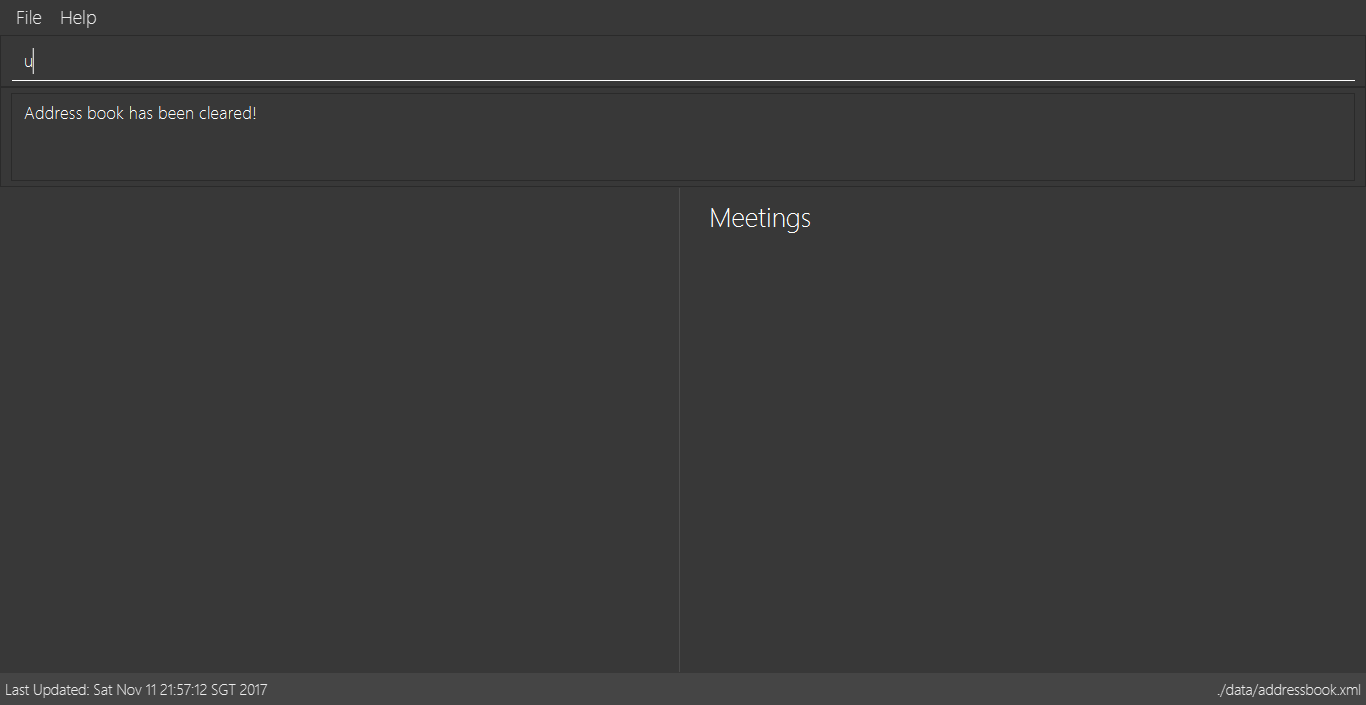 File Help
u
Address book has been cleared!
Meetings
Last Updated: Sat Nov 11 21:57:12 SGT 2017 ./data/addressbook.xml